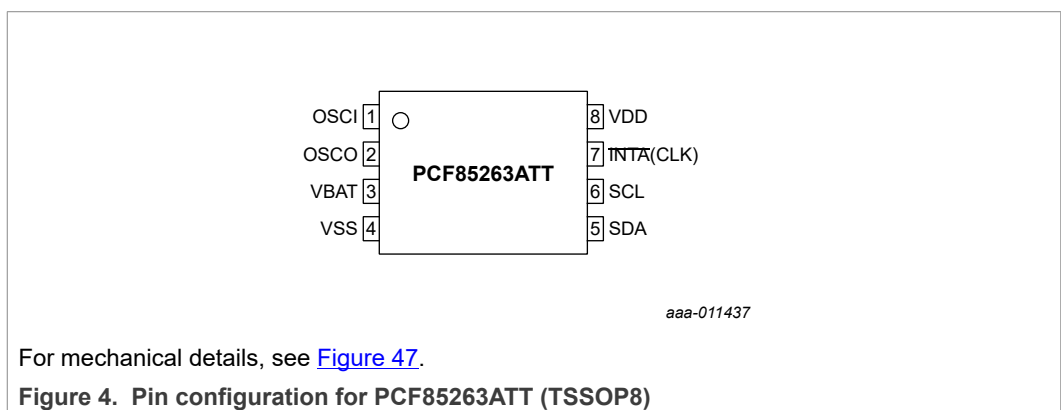 OSCI 1 8 VDD
OSCO 2 7 INTA(CLK)
PCF85263ATT
VBAT 3 6 SCL
VSS 4 5 SDA
aaa-011437
For mechanical details, see Figure 47.
Figure 4. Pin configuration for PCF85263ATT (TSSOP8)